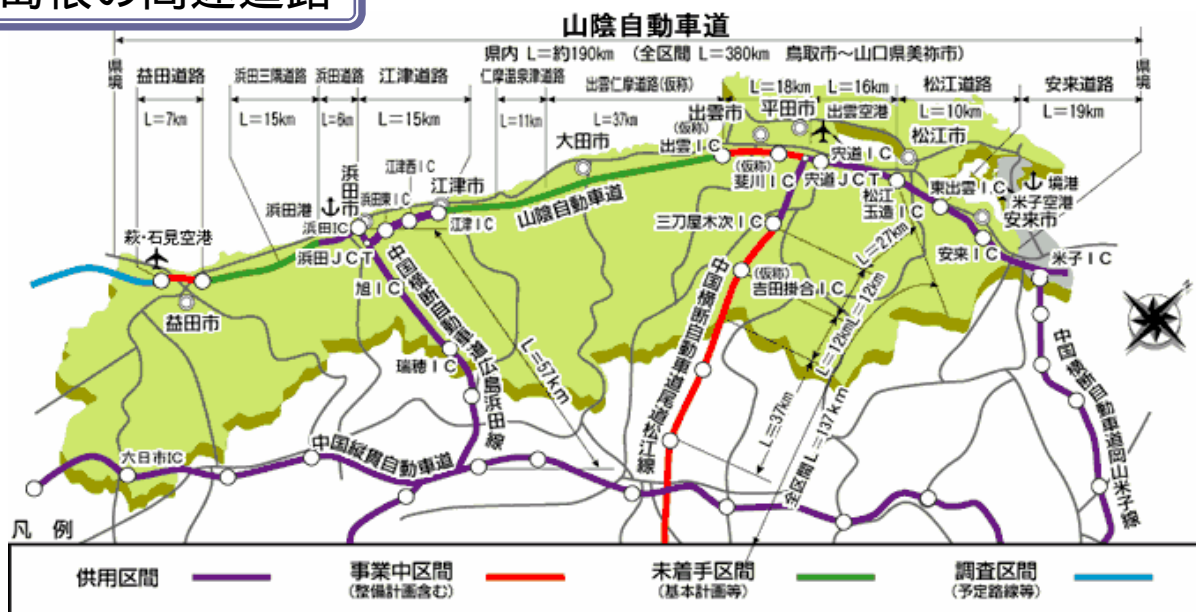 島根の高速道路
山陰自動車道
県内 L=約190km (全区間 L=380km 鳥取市～山口県美祢市)
県境
益田道路
浜田三隅道路
浜田道路
江津道路
仁摩温泉津道路
出雲仁摩道路(仮称)
L=18km
L=16km
松江道路
安来道路
県境
L=7km
L=15km
L=6km
L=15km
L=11km
L=37km
L=10km
L=19km
出雲市
平田市
出雲空港
松江市
大田市
(仮称)
出雲IC
(仮称)
斐川IC
宍道IC
宍道JCT
松江
玉造IC
東出雲IC
境港
米子空港
安来市
安来IC
米子IC
江津西IC
江津市
浜田市
浜田東IC
浜田港
浜田IC
江津IC
山陰自動車道
萩・石見空港
浜田JCT
三刀屋木次IC
益田市
旭IC
(仮称)
吉田掛合IC
L=27km
L=12km
L=12km
瑞穂IC
L=57km
中国横断自動車道広島浜田線
中国横断自動車道尾道松江線
L=37km
全区間 L=137km
中国横断自動車道岡山米子線
六日市IC
中国縦貫自動車道
凡 例
供用区間
事業中区間
(整備計画含む)
未着手区間
(基本計画等)
調査区間
(予定路線等)